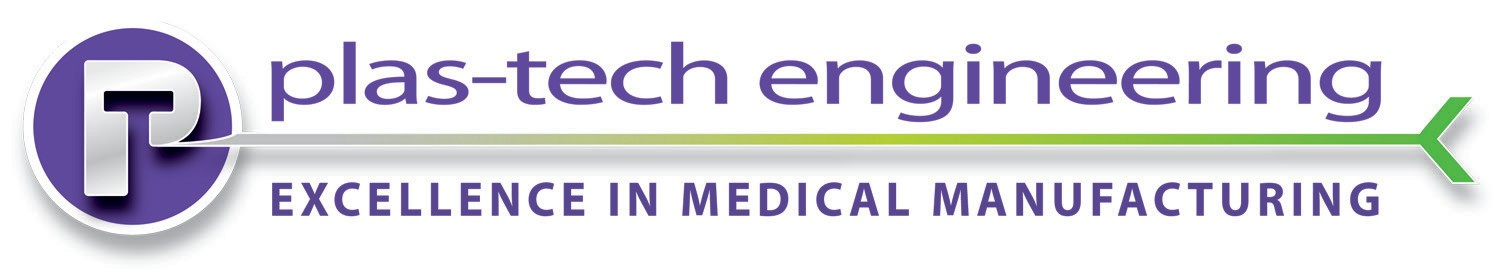 plas-tech engineering
EXCELLENCE IN MEDICAL MANUFACTURING